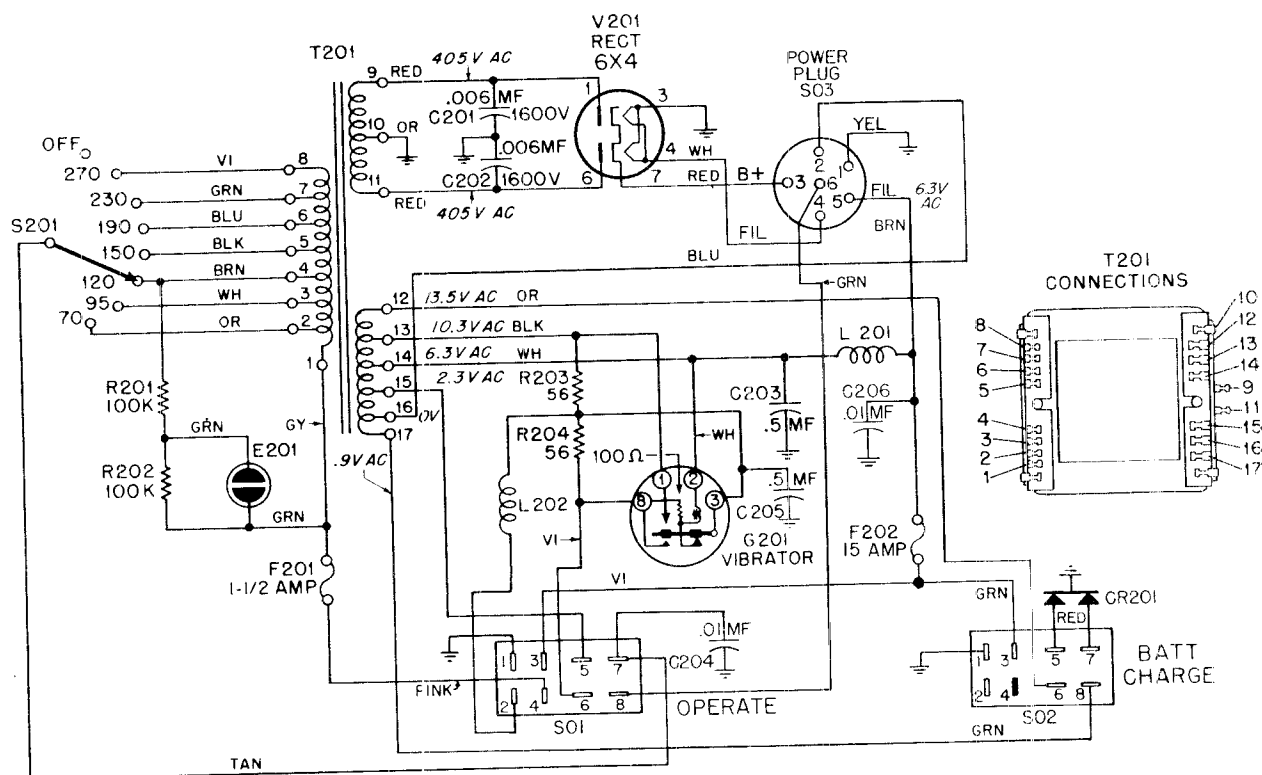 V201
RECT
6X4
T201
9 RED
405V AC
.006 MF
C201
1600V
1
3
10 OR
.006MF
C202
1600V
4
WH
6
7
RED
B+
11
RED
405V AC
POWER
PLUG
SO3
YEL
2
1
3
6
5
4
FIL
6.3V
AC
BRN
FIL
BLU
GRN
OFF
270
VI
8
230
GRN
7
S201
190
BLU
6
150
BLK
5
120
BRN
4
95
WH
3
70
OR
2
1
R201
100K
GRN
E201
R202
100K
GRN
GY
F201
1-1/2 AMP
12 13.5V AC OR
13 10.3V AC BLK
14 6.3V AC WH
15 2.3V AC
16 0V
17
.9V AC
R203
56
R204
56
100 Ω
WH
L202
VI
1
2
8
3
G201
VIBRATOR
C203
.5 MF
.5 MF
C205
L 201
C206
.01 MF
F202
15 AMP
VI
GRN
T201
CONNECTIONS
8
7
6
5
4
3
2
1
10
12
13
14
9
11
15
16
17
.01 MF
C204
1
3
5
7
2
4
6
8
SO1
OPERATE
PINK
CR201
RED
1
3
5
7
2
4
6
8
SO2
BATT
CHARGE
GRN
TAN